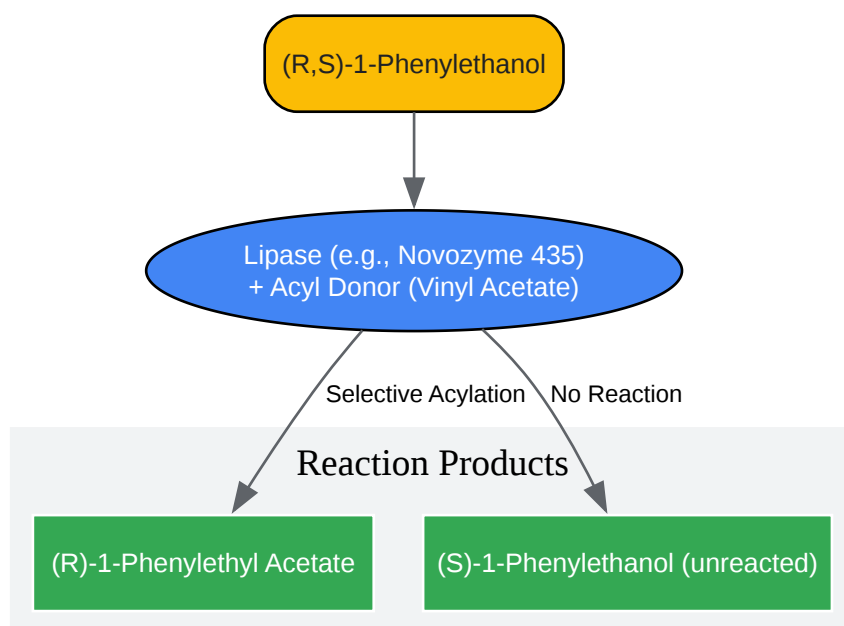 (R,S)-1-Phenylethanol
Lipase (e.g., Novozyme 435)
+ Acyl Donor (Vinyl Acetate)
Selective Acylation
No Reaction
Reaction Products
(R)-1-Phenylethyl Acetate
(S)-1-Phenylethanol (unreacted)